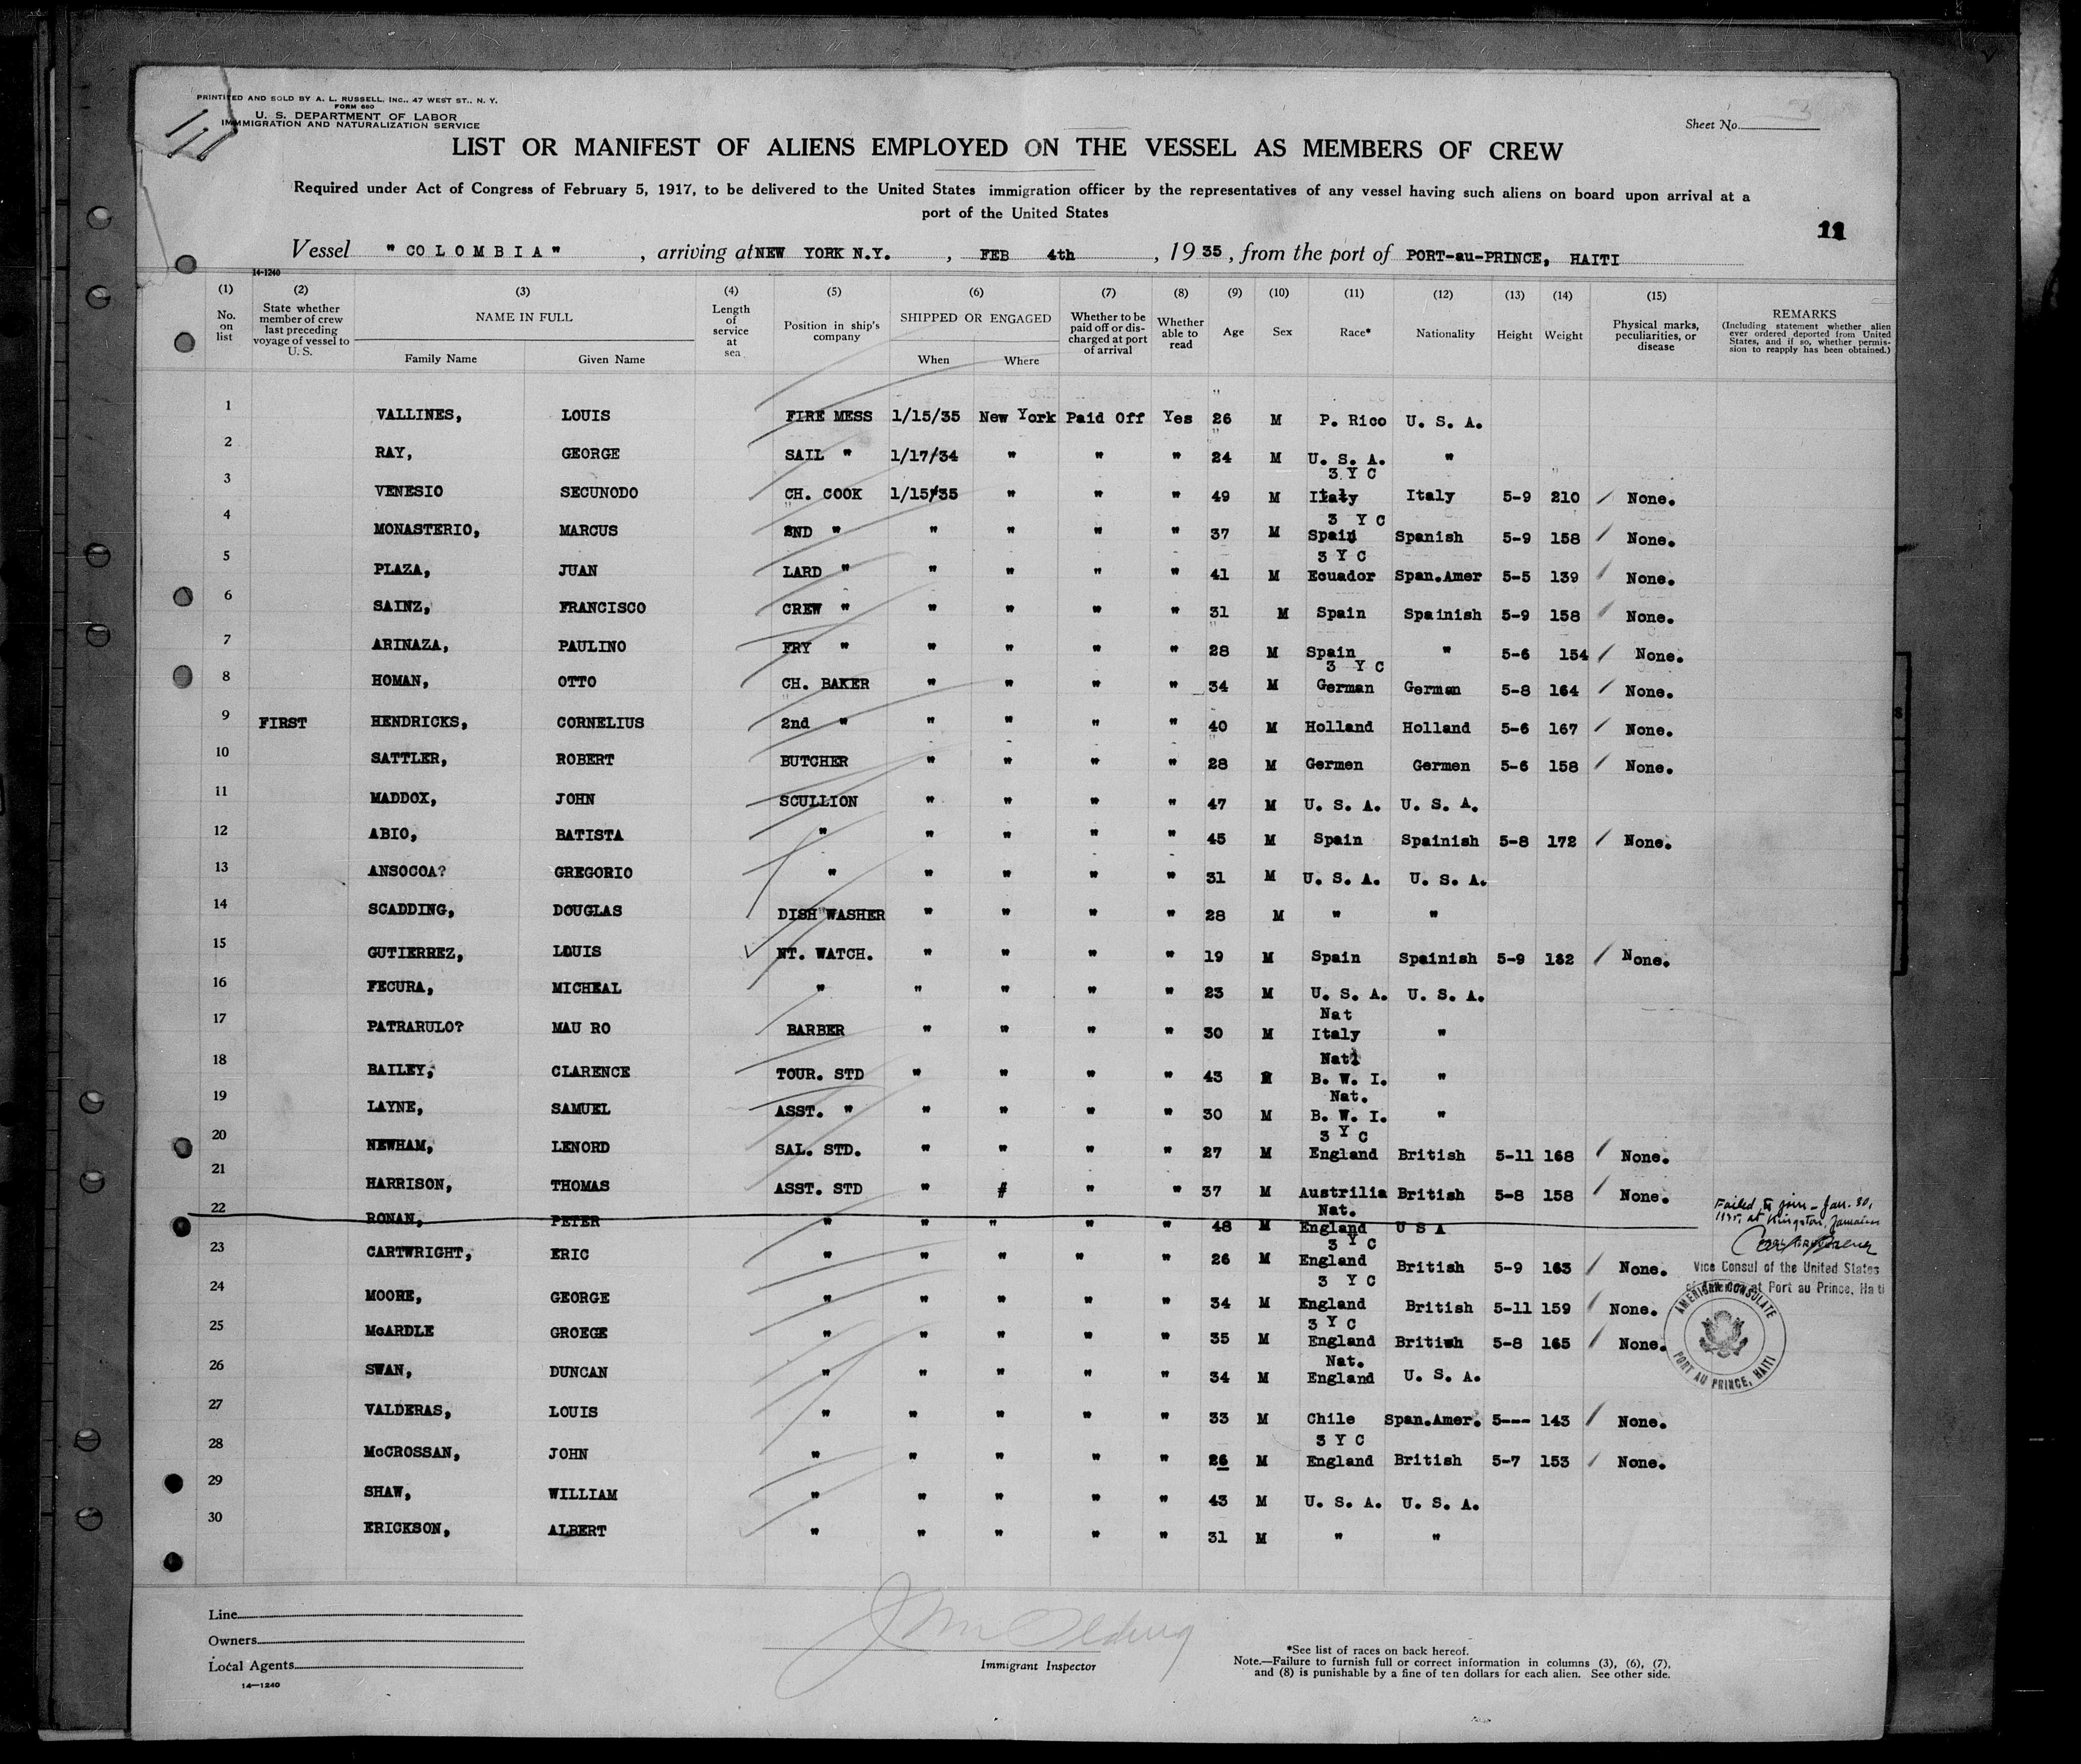 PRINTED AND SOLD BY A. L. RUSSELL, INC., 47 WEST ST., N. Y.
FORM 680
U. S. DEPARTMENT OF LABOR
IMMIGRATION AND NATURALIZATION SERVICE
Sheet No. 3
LIST OR MANIFEST OF ALIENS EMPLOYED ON THE VESSEL AS MEMBERS OF CREW
Required under Act of Congress of February 5, 1917, to be delivered to the United States immigration officer by the representatives of any vessel having such aliens on board upon arrival at a
port of the United States
11
Vessel "COLOMBIA", arriving at NEW YORK N.Y., FEB 4th, 1935, from the port of PORT-au-PRINCE, HAITI
14-1240
(1) (2) (3) (4) (5) (6) (7) (8) (9) (10) (11) (12) (13) (14) (15)
No. on list | State whether member of crew last preceding voyage of vessel to U. S. | NAME IN FULL Family Name Given Name | Length of service at sea | Position in ship's company | SHIPPED OR ENGAGED When Where | Whether to be paid off or discharged at port of arrival | Whether able to read | Age | Sex | Race* | Nationality | Height | Weight | Physical marks, peculiarities, or disease | REMARKS (Including statement whether alien ever ordered deported from United States, and if so, whether permission to reapply has been obtained.)
1 VALLINES, LOUIS FIRE MESS 1/15/35 New York Paid Off Yes 26 M P. Rico U. S. A.
2 RAY, GEORGE SAIL " 1/17/34 " " " 24 M U. S. A. "
3 VENESIO SECUNODO CH. COOK 1/15/35 " " " 49 M 3 Y C Italy Italy 5-9 210 / None.
4 MONASTERIO, MARCUS 2ND " " " " " 37 M 3 Y C Spain Spanish 5-9 158 / None.
5 PLAZA, JUAN LARD " " " " " 41 M 3 Y C Ecuador Span.Amer 5-5 139 / None.
6 SAINZ, FRANCISCO CREW " " " " " 31 M Spain Spainish 5-9 158 / None.
7 ARINAZA, PAULINO FRY " " " " " 28 M Spain " 5-6 154 / None.
8 HOMAN, OTTO CH. BAKER " " " " 34 M 3 Y C German German 5-8 164 / None.
9 FIRST HENDRICKS, CORNELIUS 2nd " " " " " 40 M Holland Holland 5-6 167 / None.
10 SATTLER, ROBERT BUTCHER " " " " 28 M Germen Germen 5-6 158 / None.
11 MADDOX, JOHN SCULLION " " " " 47 M U. S. A. U. S. A.
12 ABIO, BATISTA " " " " " 45 M Spain Spainish 5-8 172 / None.
13 ANSOCOA? GREGORIO " " " " " 31 M U. S. A. U. S. A.
14 SCADDING, DOUGLAS DISH WASHER " " " " 28 M " "
15 GUTIERREZ, LOUIS NT. WATCH. " " " " 19 M Spain Spainish 5-9 162 / None.
16 FECURA, MICHEAL " " " " " 23 M U. S. A. U. S. A.
17 PATRARULO? MAU RO BARBER " " " " 30 M Nat Italy "
18 BAILEY, CLARENCE TOUR. STD " " " " 43 M Nat B. W. I. "
19 LAYNE, SAMUEL ASST. " " " " " 30 M Nat. B. W. I. "
20 NEWHAM, LENORD SAL. STD. " " " " 27 M 3 Y C England British 5-11 168 / None.
21 HARRISON, THOMAS ASST. STD " # " " 37 M Austrilia British 5-8 158 / None.
22 RONAN, PETER " " " " " 48 M Nat. England U S A Failed to join - Jan. 30, 1935, at Kingston, Jamaica
23 CARTWRIGHT, ERIC " " " " " 26 M 3 Y C England British 5-9 163 / None.
Vice Consul of the United States
of America at Port au Prince, Haiti
24 MOORE, GEORGE " " " " " 34 M 3 Y C England British 5-11 159 / None.
25 McARDLE GROEGE " " " " " 35 M 3 Y C England British 5-8 165 / None.
AMERICAN CONSULATE
PORT AU PRINCE, HAITI
26 SWAN, DUNCAN " " " " " 34 M Nat. England U. S. A.
27 VALDERAS, LOUIS " " " " " 33 M Chile Span.Amer. 5--- 143 / None.
28 McCROSSAN, JOHN " " " " " 26 M 3 Y C England British 5-7 153 / None.
29 SHAW, WILLIAM " " " " " 43 M U. S. A. U. S. A.
30 ERICKSON, ALBERT " " " " " 31 M " "
Line
Owners
Local Agents
14-1240
Immigrant Inspector
*See list of races on back hereof.
Note.—Failure to furnish full or correct information in columns (3), (6), (7),
and (8) is punishable by a fine of ten dollars for each alien. See other side.